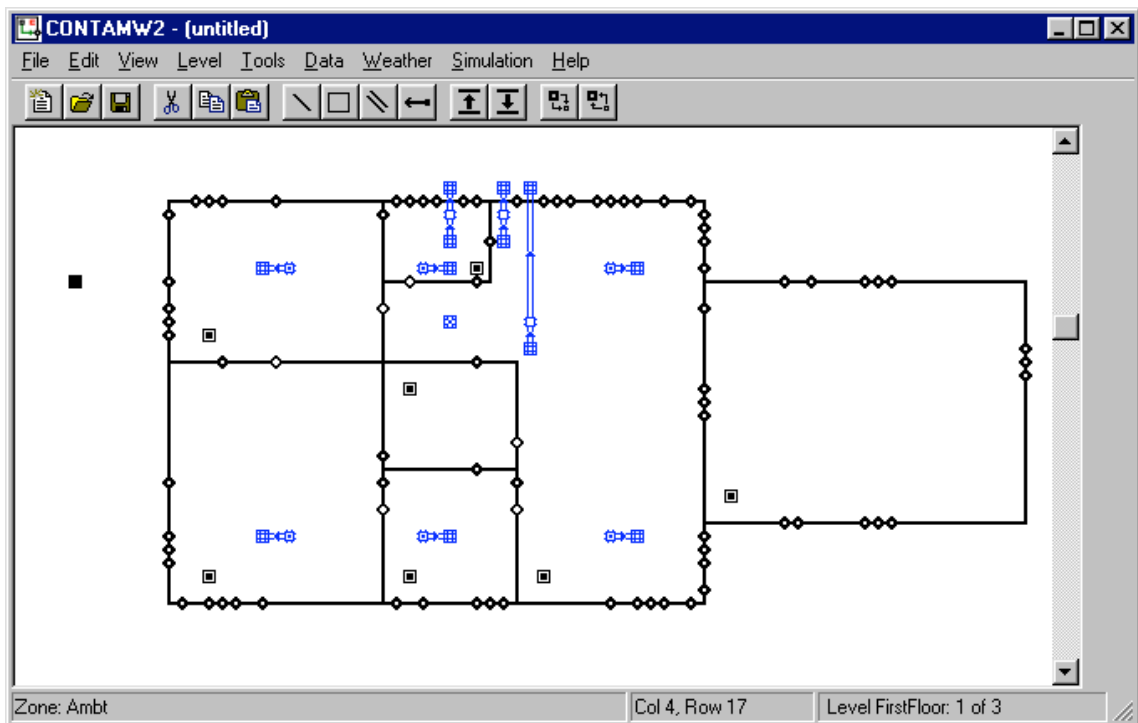 CONTAMW2 - (untitled)
File Edit View Level Tools Data Weather Simulation Help
Zone: Ambt Col 4, Row 17 Level FirstFloor: 1 of 3